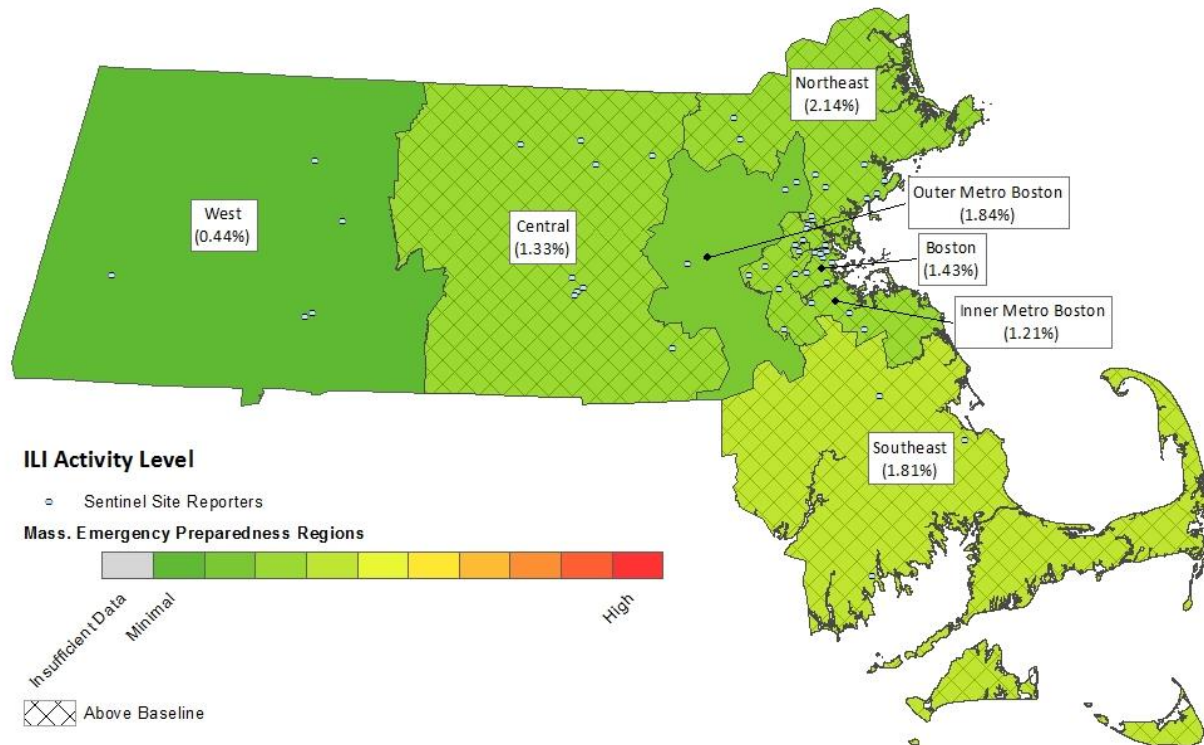 Northeast
(2.14%)
Outer Metro Boston
(1.84%)
West
(0.44%)
Central
(1.33%)
Boston
(1.43%)
Inner Metro Boston
(1.21%)
Southeast
(1.81%)
ILI Activity Level
Sentinel Site Reporters
Mass. Emergency Preparedness Regions
Insufficient Data
Minimal
High
Above Baseline